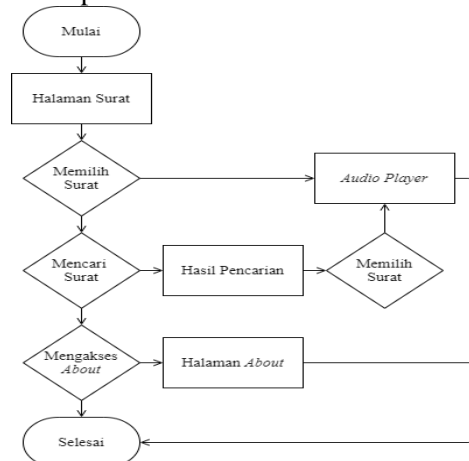 Mulai
Halaman Surat
Memilih
Surat
Audio Player
Mencari
Surat
Hasil Pencarian
Memilih
Surat
Mengakses
About
Halaman About
Selesai